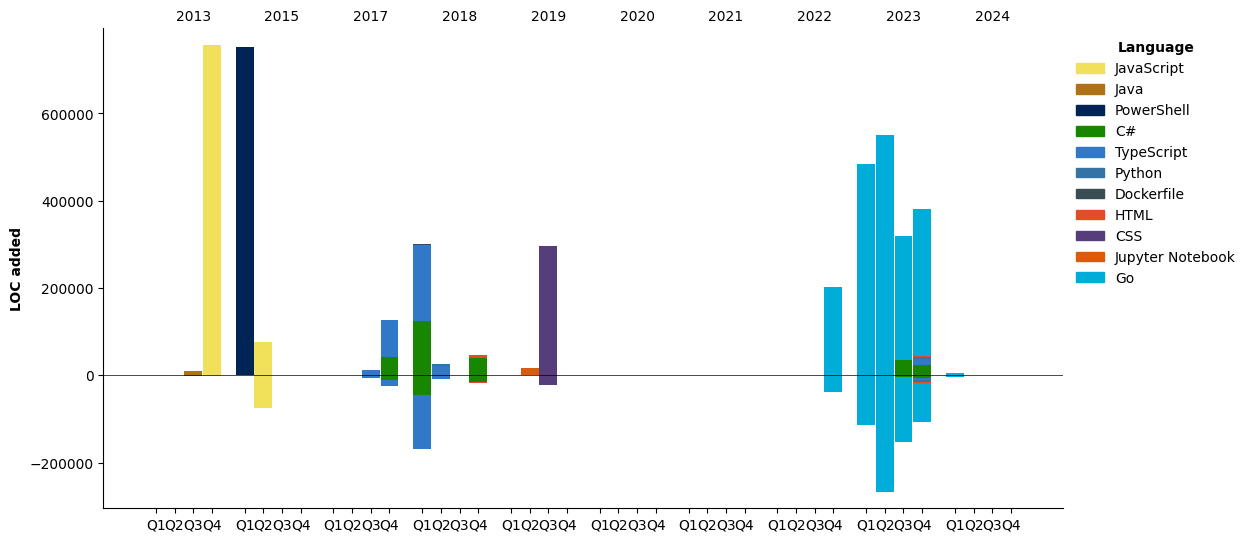 2013 2015 2017 2018 2019 2020 2021 2022 2023 2024
Language
JavaScript
Java
PowerShell
C#
TypeScript
Python
Dockerfile
HTML
CSS
Jupyter Notebook
Go
LOC added
600000
400000
200000
0
−200000
Q1Q2Q3Q4 Q1Q2Q3Q4 Q1Q2Q3Q4 Q1Q2Q3Q4 Q1Q2Q3Q4 Q1Q2Q3Q4 Q1Q2Q3Q4 Q1Q2Q3Q4 Q1Q2Q3Q4 Q1Q2Q3Q4